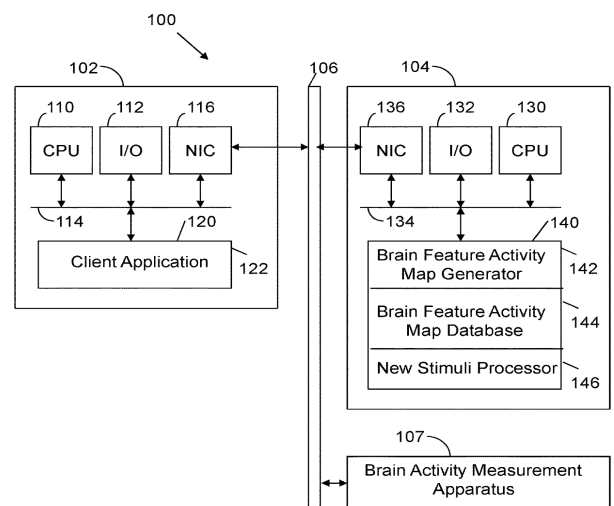 100
102
106
104
110
112
116
136
132
130
CPU
I/O
NIC
NIC
I/O
CPU
114
120
134
140
Client Application
122
Brain Feature Activity
Map Generator
142
Brain Feature Activity
Map Database
144
New Stimuli Processor
146
107
Brain Activity Measurement
Apparatus